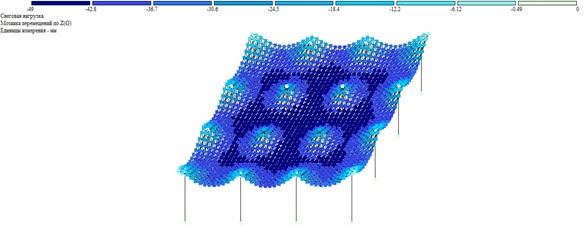 -49 -42.8 -36.7 -30.6 -24.5 -18.4 -12.2 -6.12 -0.49 0
Снеговая нагрузка
Мозаика перемещений по Z(G)
Единицы измерения - мм